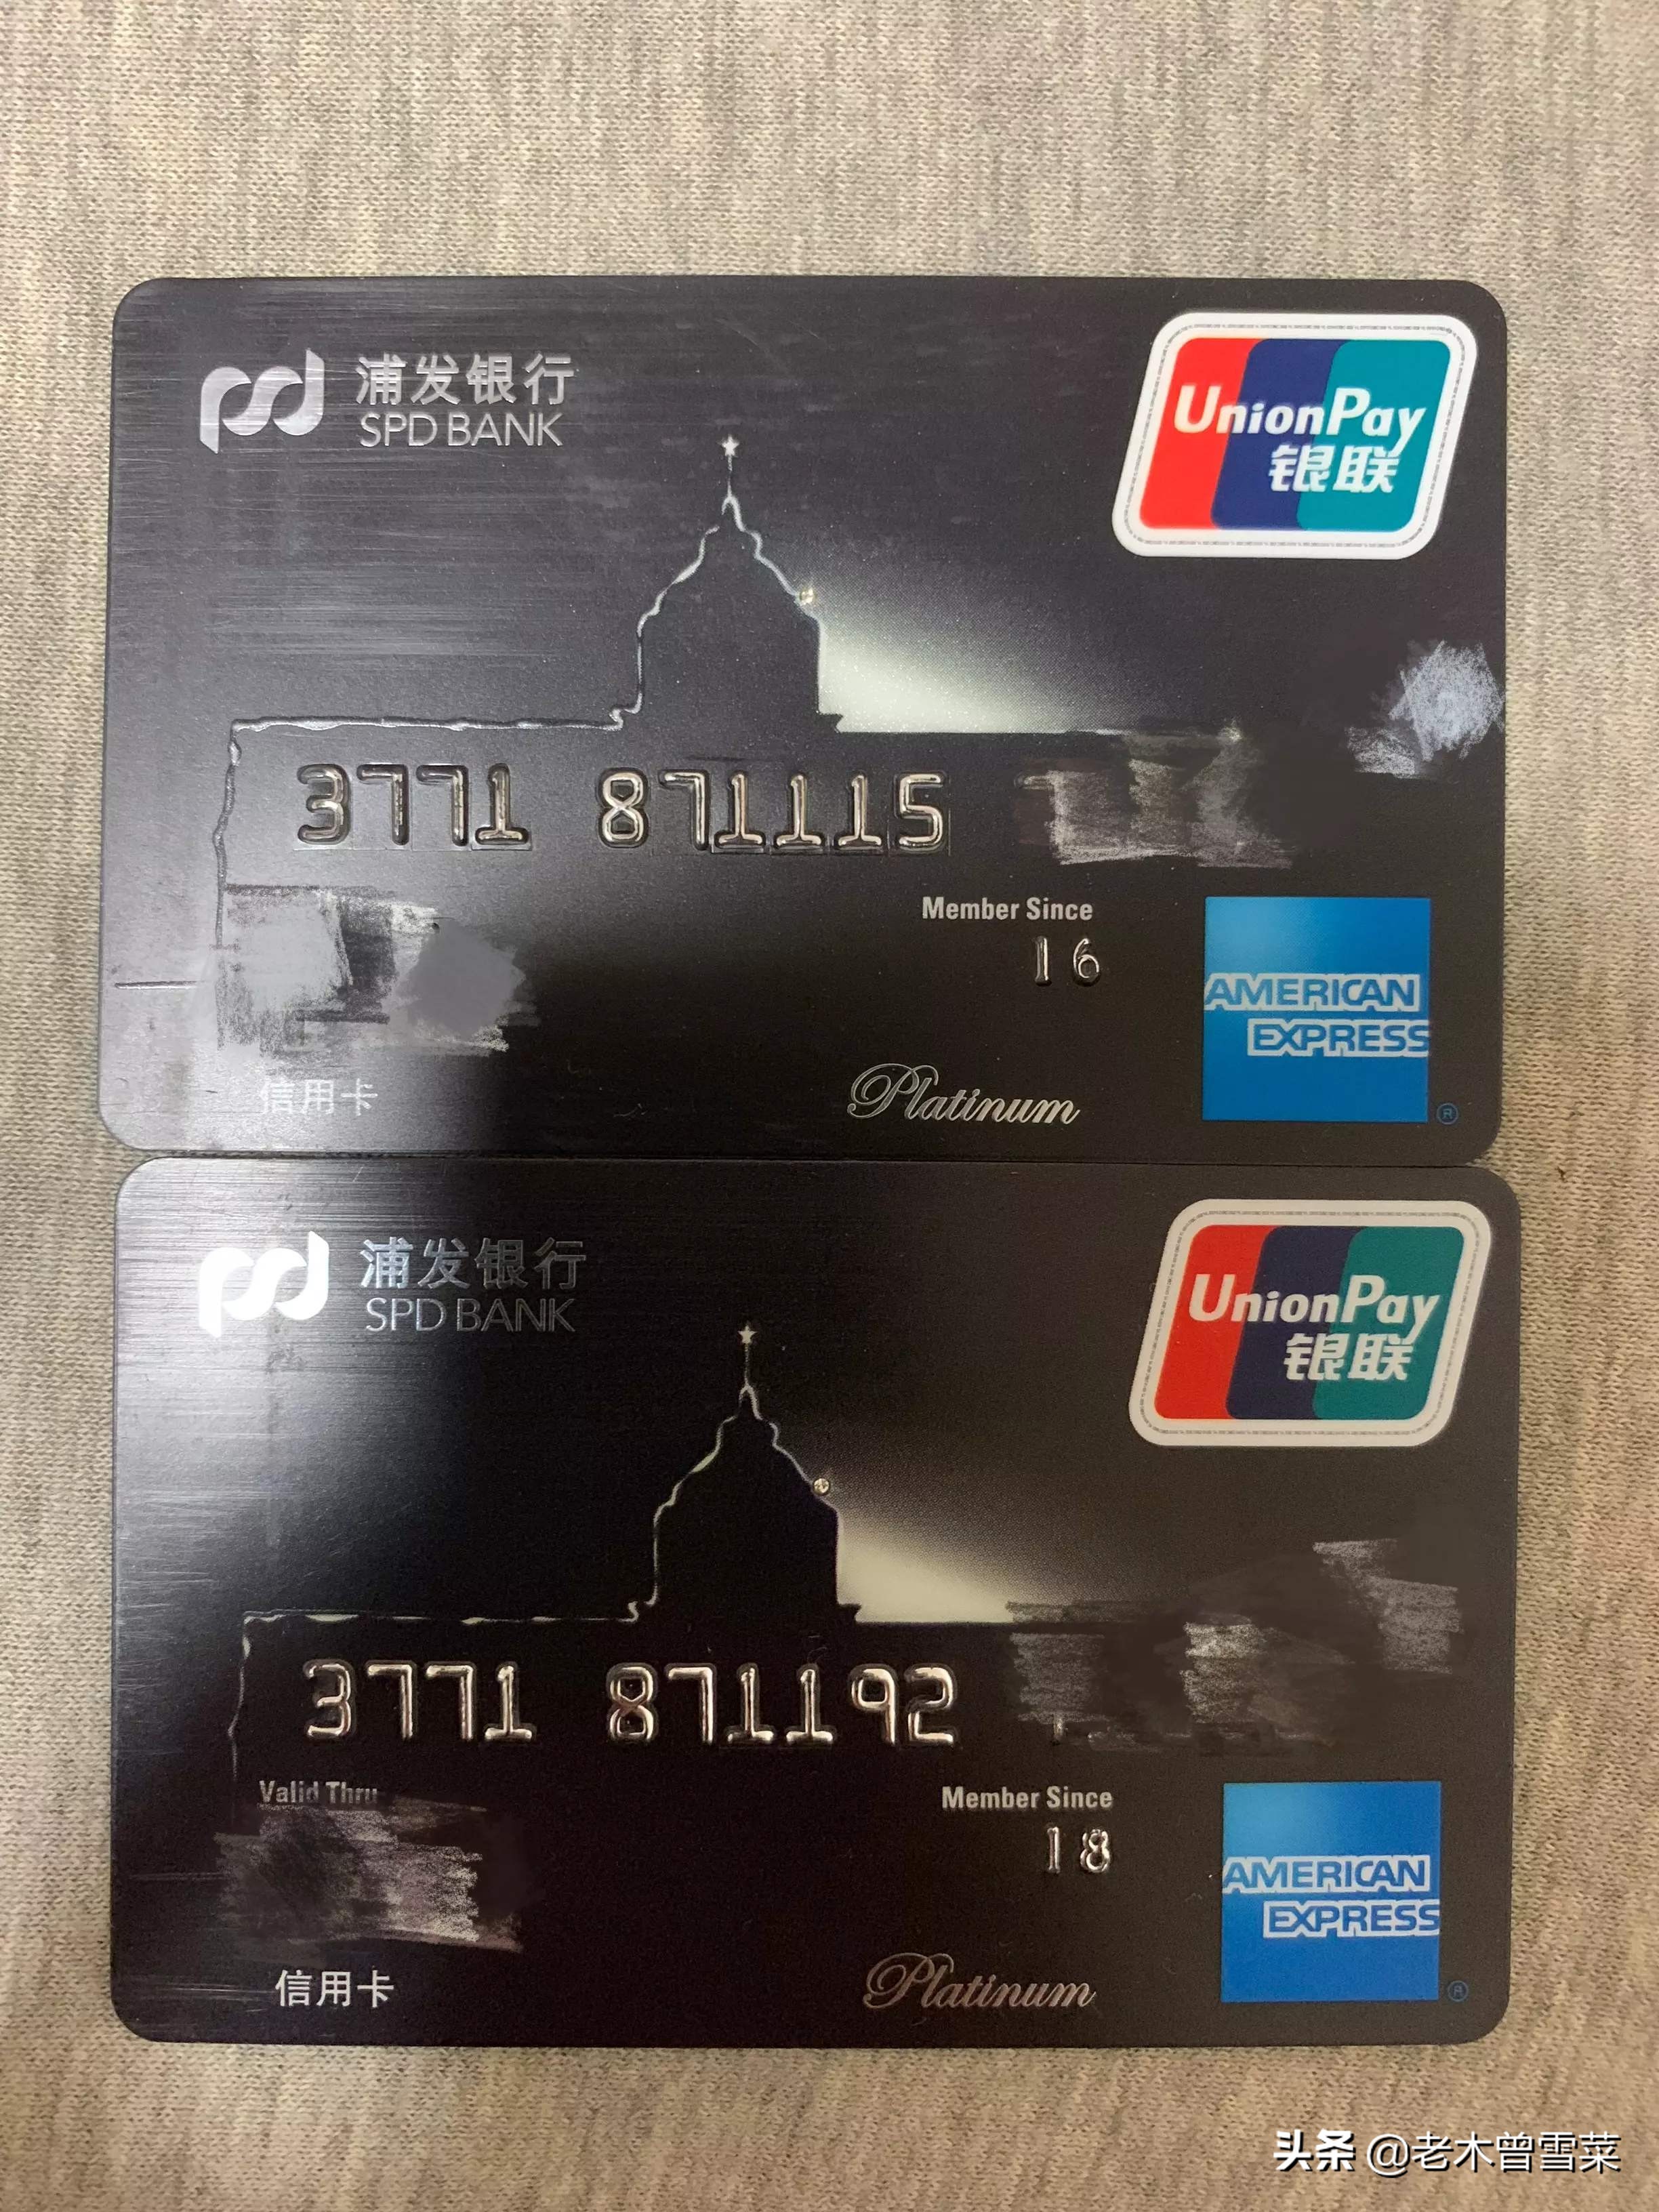 浦发银行
SPD BANK
UnionPay
银联
3771 871115
Member Since
16
AMERICAN
EXPRESS
®
信用卡
Platinum
浦发银行
SPD BANK
UnionPay
银联
3771 871192
Valid Thru
Member Since
18
AMERICAN
EXPRESS
®
信用卡
Platinum
头条 @老木曾雪菜